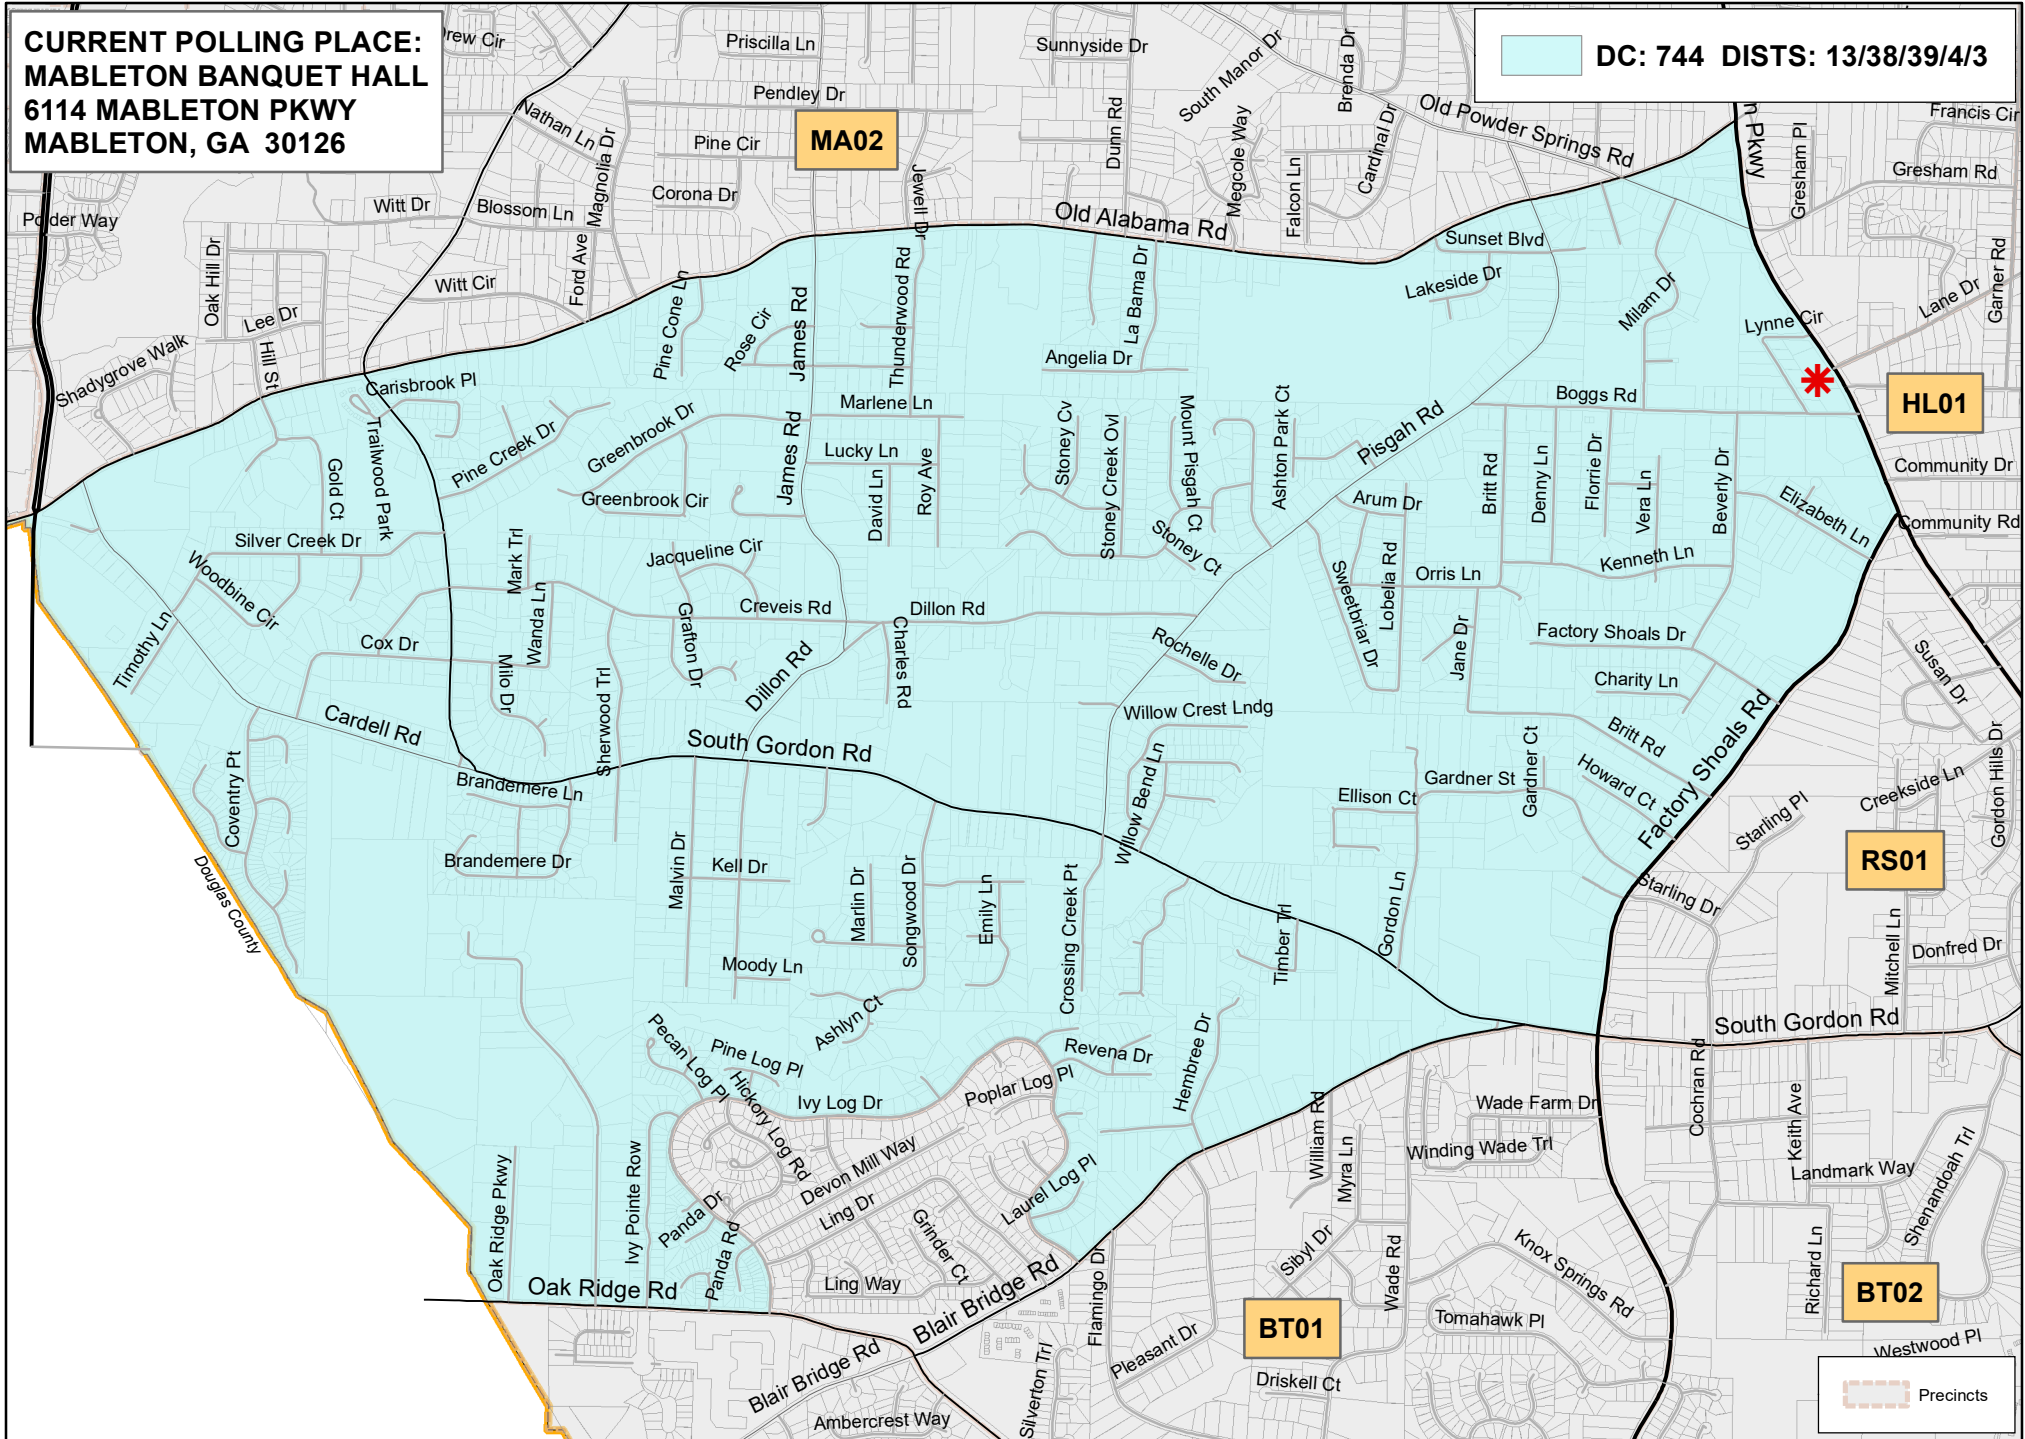 CURRENT POLLING PLACE:
MABLETON BANQUET HALL
6114 MABLETON PKWY
MABLETON, GA  30126
DC: 744  DISTS: 13/38/39/4/3
Priscilla Ln
Sunnyside Dr
South Manor Dr
Brenda Dr
Pendley Dr
Nathan Ln
Magnolia Dr
MA02
Pine Cir
Corona Dr
Jewell Dr
Dunn Rd
Megcole Way
Falcon Ln
Cardinal Dr
Old Powder Springs Rd
n Pkwy
Gresham Pl
Francis Cir
Gresham Rd
Polder Way
Witt Dr
Blossom Ln
Old Alabama Rd
Sunset Blvd
Oak Hill Dr
Ford Ave
Witt Cir
Lee Dr
Hill St
Shadygrove Walk
Pine Cone Ln
Rose Cir
James Rd
Thunderwood Rd
La Bama Dr
Angelia Dr
Lakeside Dr
Milam Dr
Lynne Cir
Lane Dr
Garner Rd
HL01
Carisbrook Pl
Trailwood Park
Gold Ct
Pine Creek Dr
Greenbrook Dr
Greenbrook Cir
James Rd
Marlene Ln
Lucky Ln
David Ln
Roy Ave
Stoney Cv
Stoney Creek Ovl
Mount Pisgah Ct
Stoney Ct
Ashton Park Ct
Pisgah Rd
Boggs Rd
Britt Rd
Denny Ln
Florrie Dr
Vera Ln
Beverly Dr
Elizabeth Ln
Community Dr
Community Rd
Arum Dr
Silver Creek Dr
Woodbine Cir
Timothy Ln
Mark Trl
Wanda Ln
Jacqueline Cir
Creveis Rd
Dillon Rd
Grafton Dr
Charles Rd
Dillon Rd
Cox Dr
Milo Dr
Sherwood Trl
Sweetbriar Dr
Lobelia Rd
Orris Ln
Kenneth Ln
Jane Dr
Factory Shoals Dr
Charity Ln
Rochelle Dr
Susan Dr
Cardell Rd
South Gordon Rd
Willow Crest Lndg
Willow Bend Ln
Britt Rd
Howard Ct
Gardner Ct
Gardner St
Ellison Ct
Factory Shoals Rd
Creekside Ln
Gordon Hills Dr
Starling Pl
Coventry Pt
Brandemere Ln
Brandemere Dr
Malvin Dr
Kell Dr
Marlin Dr
Songwood Dr
Emily Ln
Crossing Creek Pt
Timber Trl
Gordon Ln
Starling Dr
RS01
Mitchell Ln
Donfred Dr
Douglas County
Moody Ln
Ashlyn Ct
Pecan Log Pl
Pine Log Pl
Hickory Log Rd
Ivy Log Dr
Poplar Log Pl
Revena Dr
Hembree Dr
South Gordon Rd
Cochran Rd
Keith Ave
Wade Farm Dr
Winding Wade Trl
William Rd
Myra Ln
Landmark Way
Shenandoah Trl
Oak Ridge Pkwy
Ivy Pointe Row
Panda Dr
Panda Rd
Devon Mill Way
Ling Dr
Grinder Ct
Laurel Log Pl
Ling Way
Oak Ridge Rd
Blair Bridge Rd
Blair Bridge Rd
Flamingo Dr
Pleasant Dr
Sibyl Dr
Wade Rd
Knox Springs Rd
Tomahawk Pl
Richard Ln
BT02
BT01
Westwood Pl
Driskell Ct
Silverton Trl
Ambercrest Way
Precincts